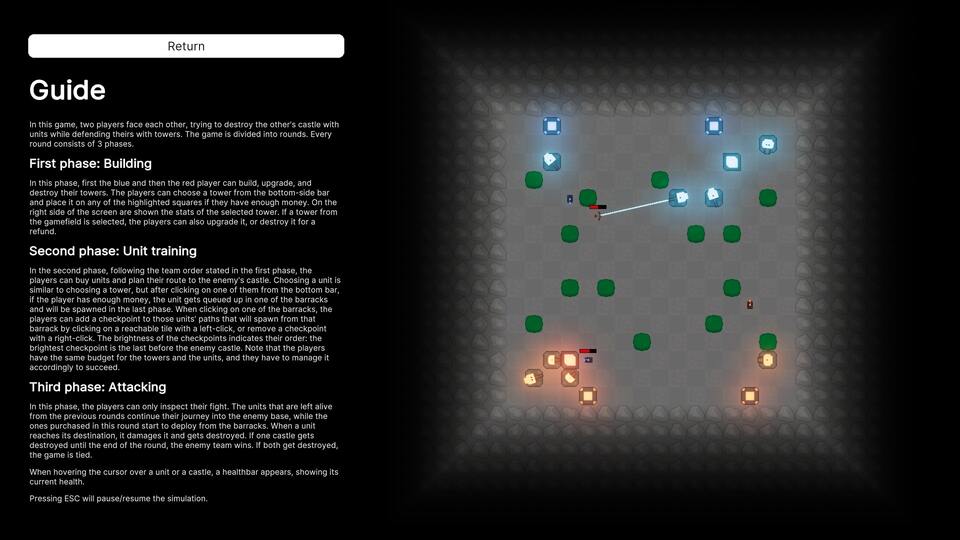 Return
Guide
In this game, two players face each other, trying to destroy the other's castle with
units while defending theirs with towers. The game is divided into rounds. Every
round consists of 3 phases.
First phase: Building
In this phase, first the blue and then the red player can build, upgrade, and
destroy their towers. The players can choose a tower from the bottom-side bar
and place it on any of the highlighted squares if they have enough money. On the
right side of the screen are shown the stats of the selected tower. If a tower from
the gamefield is selected, the players can also upgrade it, or destroy it for a
refund.
Second phase: Unit training
In the second phase, following the team order stated in the first phase, the
players can buy units and plan their route to the enemy's castle. Choosing a unit is
similar to choosing a tower, but after clicking on one of them from the bottom bar,
if the player has enough money, the unit gets queued up in one of the barracks
and will be spawned in the last phase. When clicking on one of the barracks, the
players can add a checkpoint to those units' paths that will spawn from that
barrack by clicking on a reachable tile with a left-click, or remove a checkpoint
with a right-click. The brightness of the checkpoints indicates their order: the
brightest checkpoint is the last before the enemy castle. Note that the players
have the same budget for the towers and the units, and they have to manage it
accordingly to succeed.
Third phase: Attacking
In this phase, the players can only inspect their fight. The units that are left alive
from the previous rounds continue their journey into the enemy base, while the
ones purchased in this round start to deploy from the barracks. When a unit
reaches its destination, it damages it and gets destroyed. If one castle gets
destroyed until the end of the round, the enemy team wins. If both get destroyed,
the game is tied.
When hovering the cursor over a unit or a castle, a healthbar appears, showing its
current health.
Pressing ESC will pause/resume the simulation.